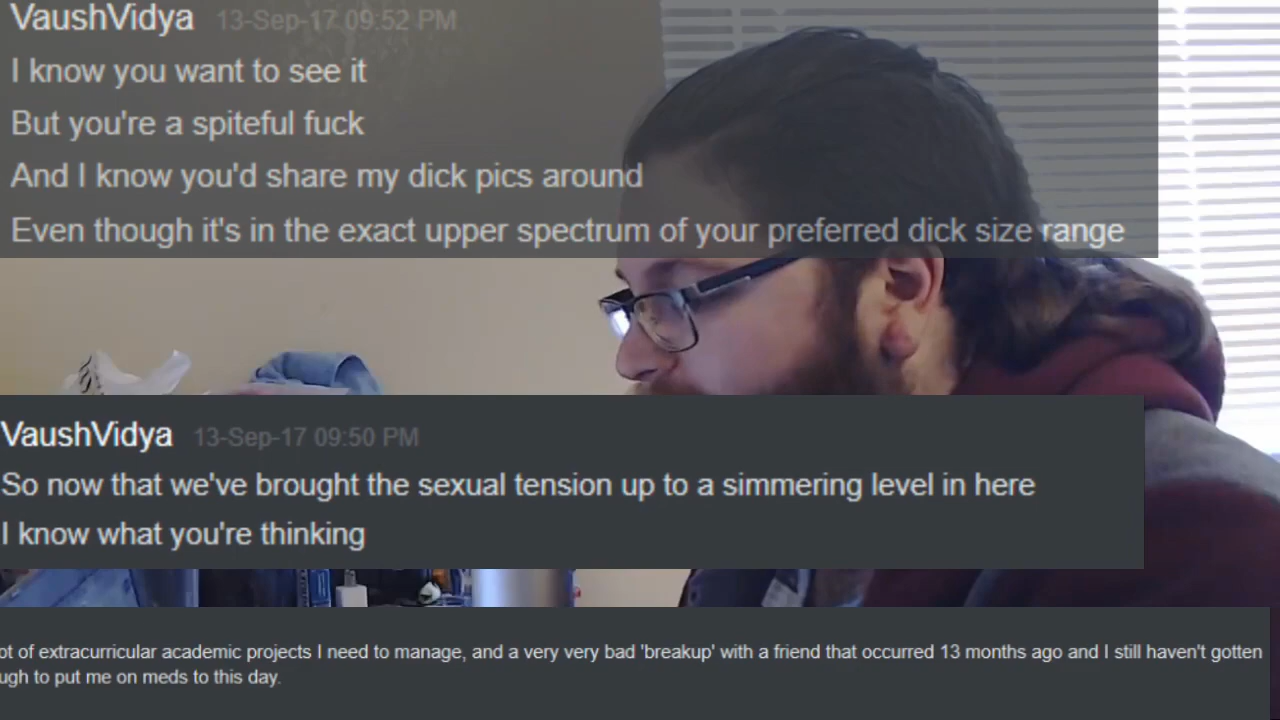 VaushVidya 13-Sep-17 09:52 PM
I know you want to see it
But you're a spiteful fuck
And I know you'd share my dick pics around
Even though it's in the exact upper spectrum of your preferred dick size range
VaushVidya 13-Sep-17 09:50 PM
So now that we've brought the sexual tension up to a simmering level in here
I know what you're thinking
ot of extracurricular academic projects I need to manage, and a very very bad 'breakup' with a friend that occurred 13 months ago and I still haven't gotten
ugh to put me on meds to this day.